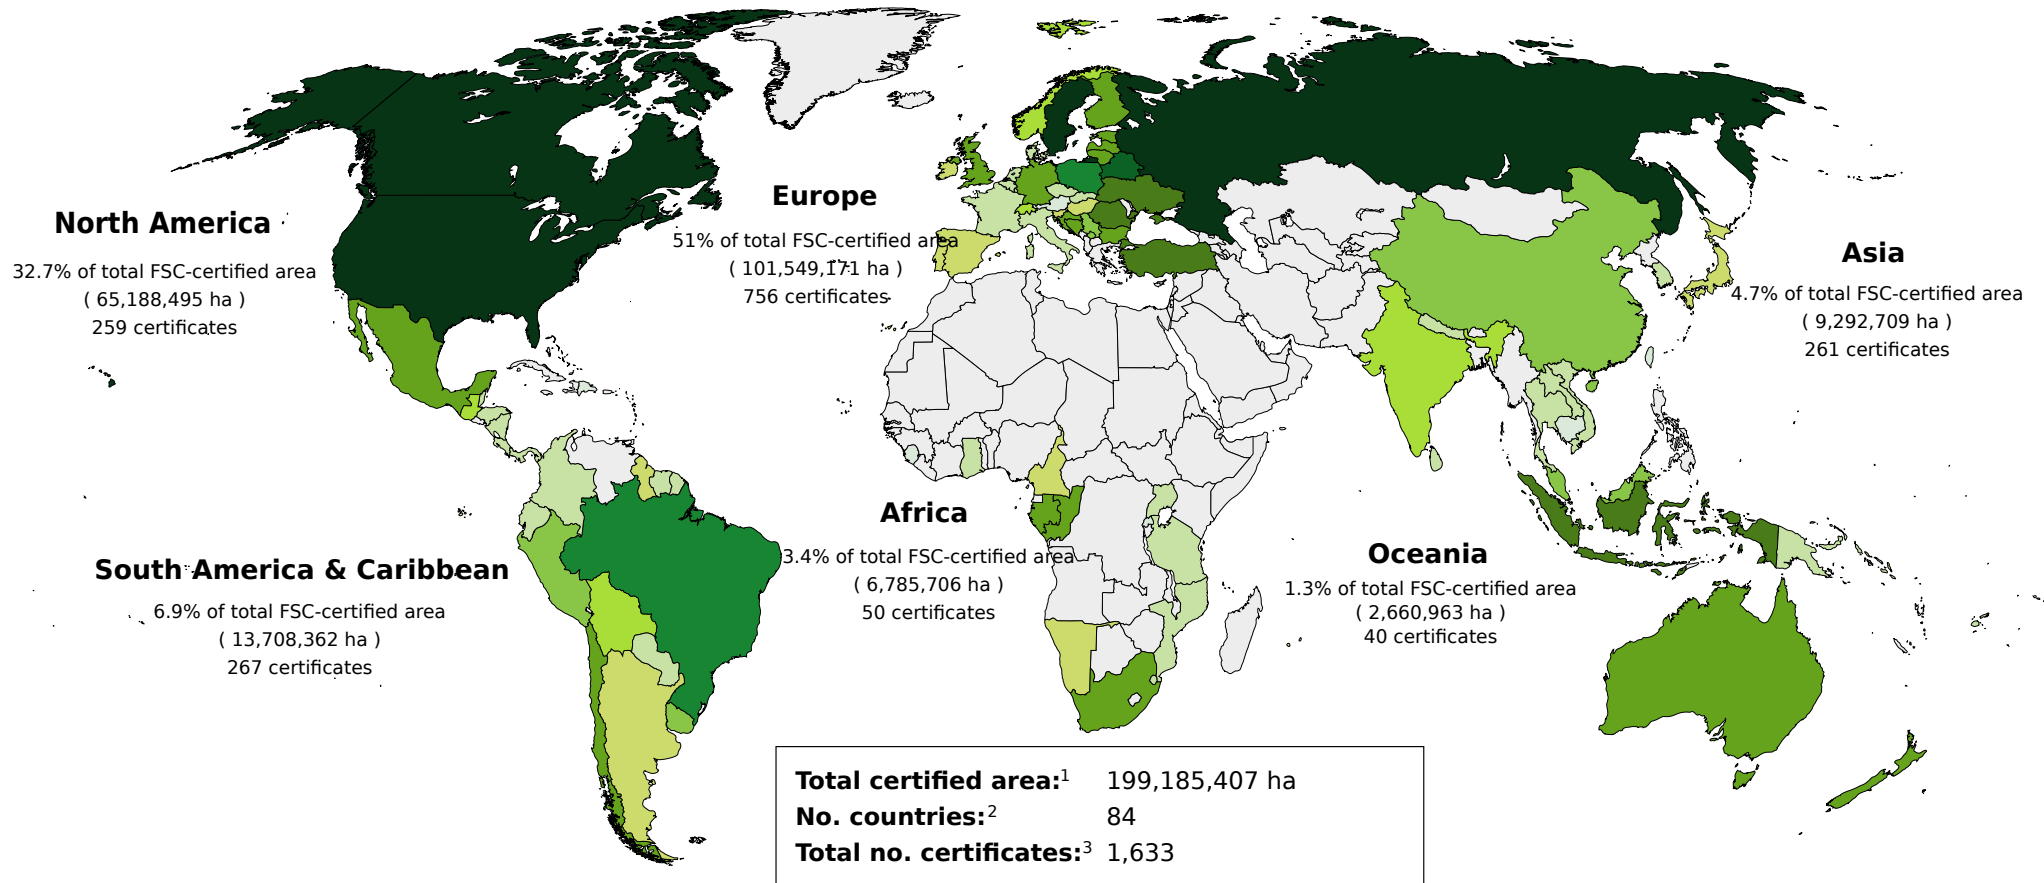 North America
32.7% of total FSC-certified area
( 65,188,495 ha )
259 certificates
Europe
51% of total FSC-certified area
( 101,549,171 ha )
756 certificates
Asia
4.7% of total FSC-certified area
( 9,292,709 ha )
261 certificates
South America & Caribbean
6.9% of total FSC-certified area
( 13,708,362 ha )
267 certificates
Africa
3.4% of total FSC-certified area
( 6,785,706 ha )
50 certificates
Oceania
1.3% of total FSC-certified area
( 2,660,963 ha )
40 certificates
Total certified area:1 199,185,407 ha
No. countries:2 84
Total no. certificates:3 1,633